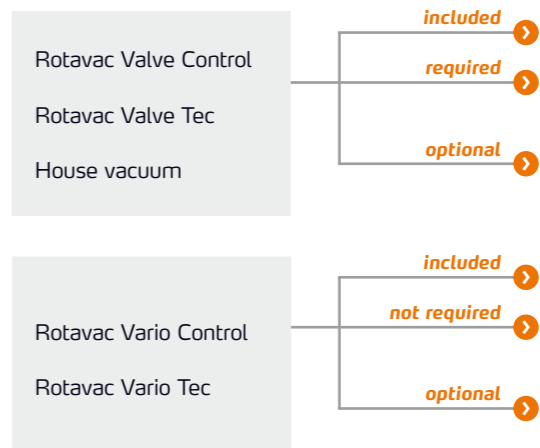 included
Rotavac Valve Control
required
Rotavac Valve Tec
optional
House vacuum
included
not required
Rotavac Vario Control
Rotavac Vario Tec
optional